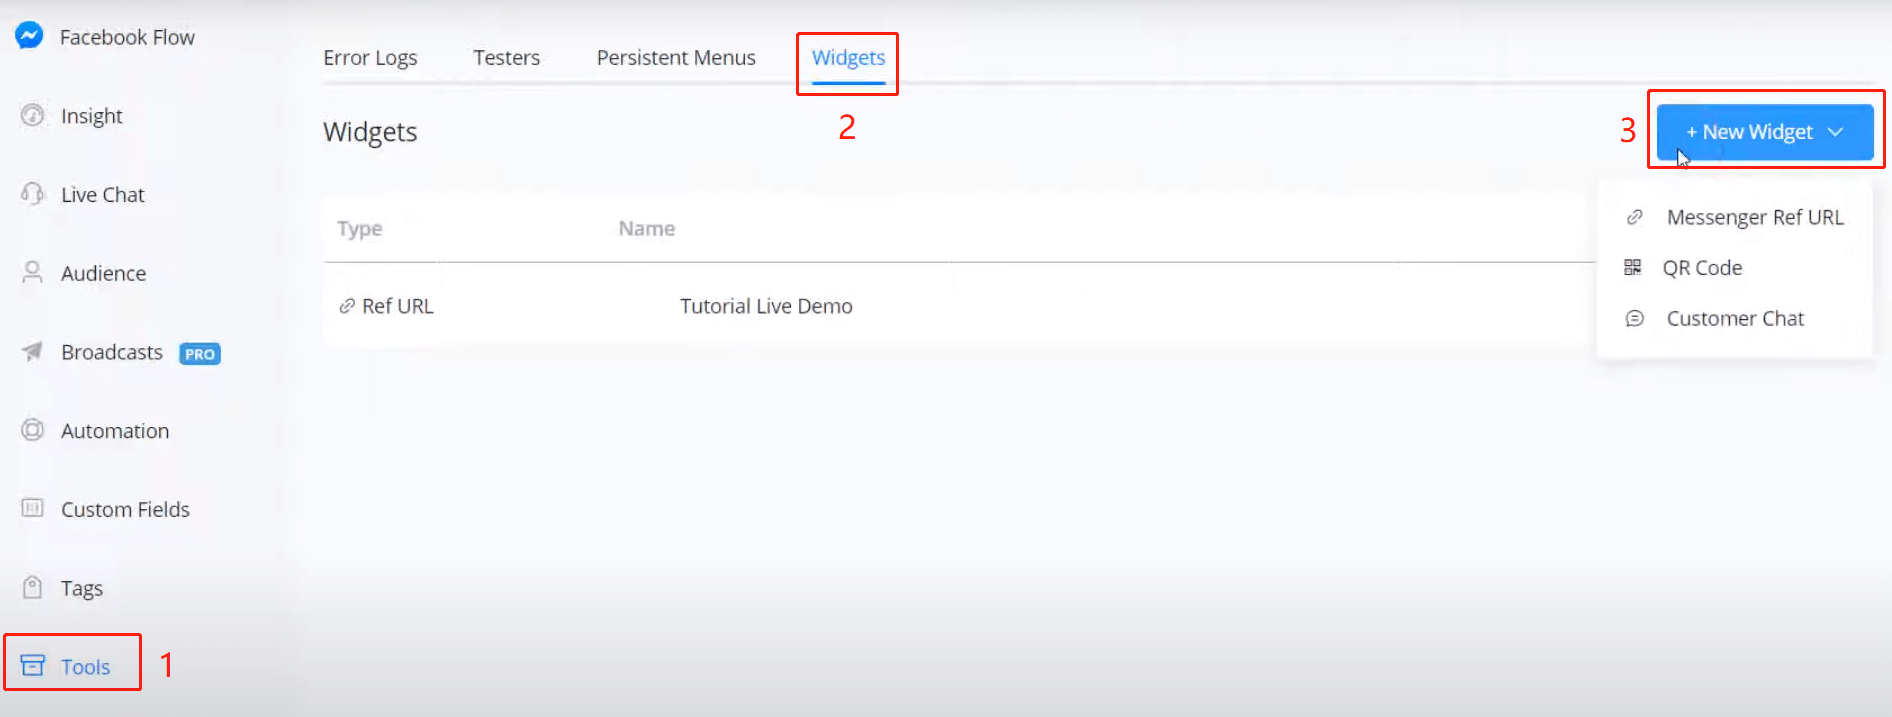 Facebook Flow
Insight
Live Chat
Audience
Broadcasts PRO
Automation
Custom Fields
Tags
Tools 1
Error Logs Testers Persistent Menus Widgets
2
Widgets
3 + New Widget
Messenger Ref URL
QR Code
Customer Chat
Type Name
Ref URL Tutorial Live Demo